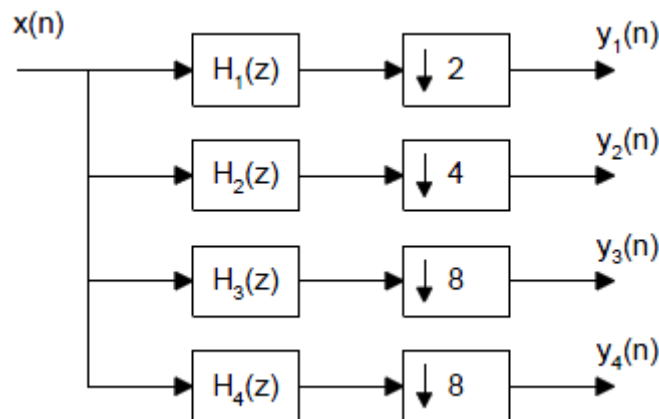 x(n)
H₁(z) ↓ 2 y₁(n)
H₂(z) ↓ 4 y₂(n)
H₃(z) ↓ 8 y₃(n)
H₄(z) ↓ 8 y₄(n)